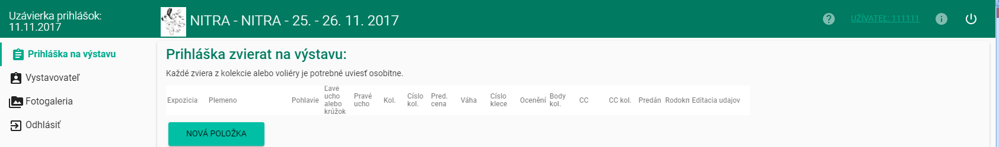 Uzávierka prihlášok:
11.11.2017
NITRA - NITRA - 25. - 26. 11. 2017
UŽÍVATEĽ: 111111
Prihláška na výstavu
Vystavovateľ
Fotogaleria
Odhlásiť
Prihláška zvierat na výstavu:
Každé zviera z kolekcie alebo voliéry je potrebné uviesť osobitne.
Expozicia
Plemeno
Pohlavie
Ľavé
ucho
alebo
krúžok
Pravé
ucho
Kol.
Číslo
kol.
Pred.
cena
Váha
Číslo
klece
Ocenění
Body
kol.
CC
CC kol.
Predán
Rodokm
Editacia udajov
NOVÁ POLOŽKA